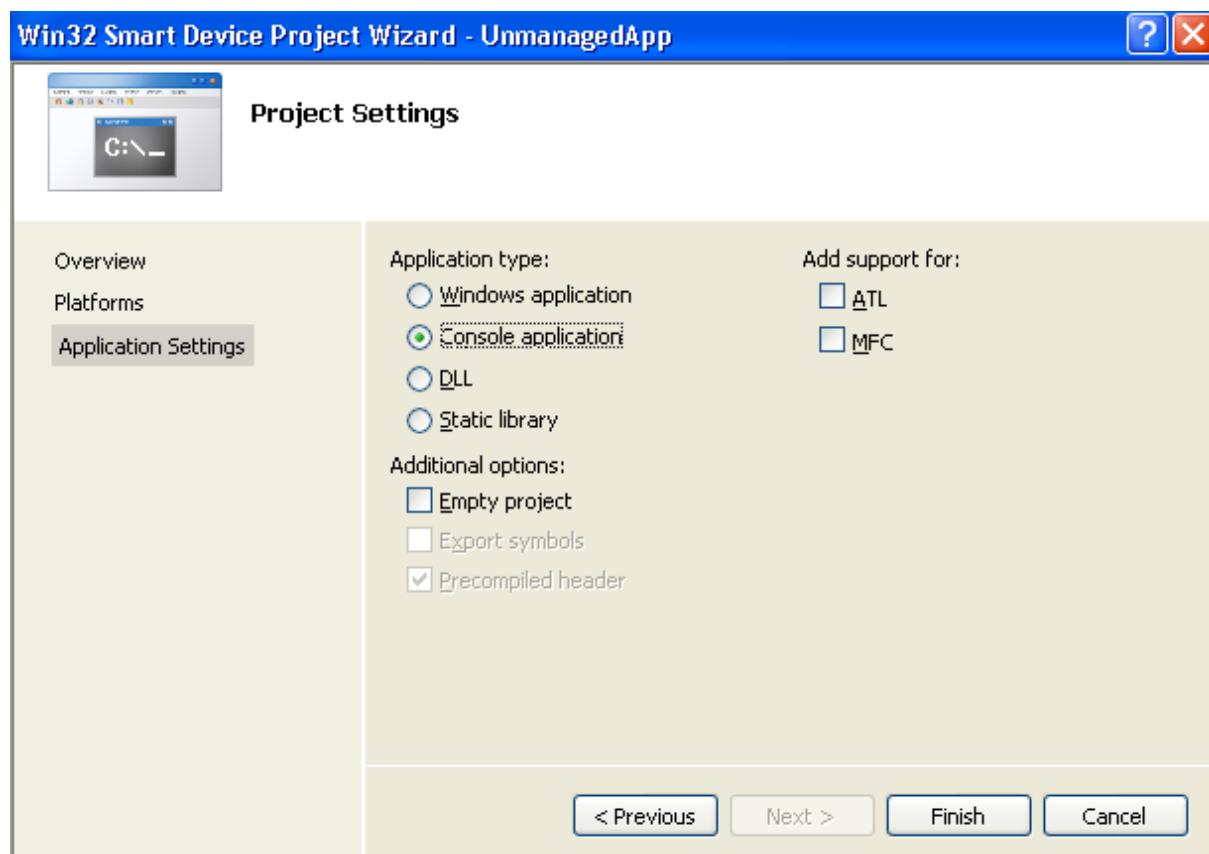 Win32 Smart Device Project Wizard - UnmanagedApp
C:\_
Project Settings
Overview
Platforms
Application Settings
Application type:
Windows application
Console application
DLL
Static library
Additional options:
Empty project
Export symbols
Precompiled header
Add support for:
ATL
MFC
< Previous
Next >
Finish
Cancel